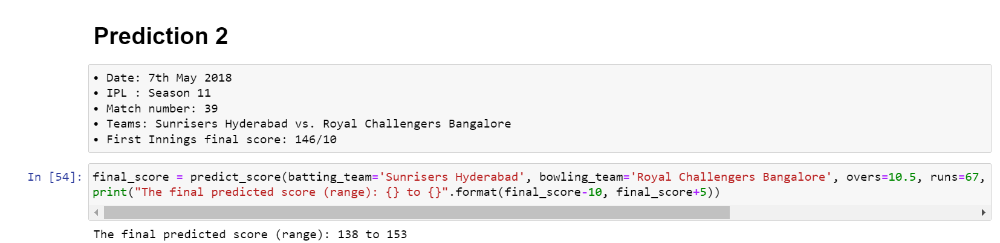 Prediction 2
• Date: 7th May 2018
• IPL : Season 11
• Match number: 39
• Teams: Sunrisers Hyderabad vs. Royal Challengers Bangalore
• First Innings final score: 146/10
In [54]: final_score = predict_score(batting_team='Sunrisers Hyderabad', bowling_team='Royal Challengers Bangalore', overs=10.5, runs=67,
print("The final predicted score (range): {} to {}".format(final_score-10, final_score+5))
The final predicted score (range): 138 to 153